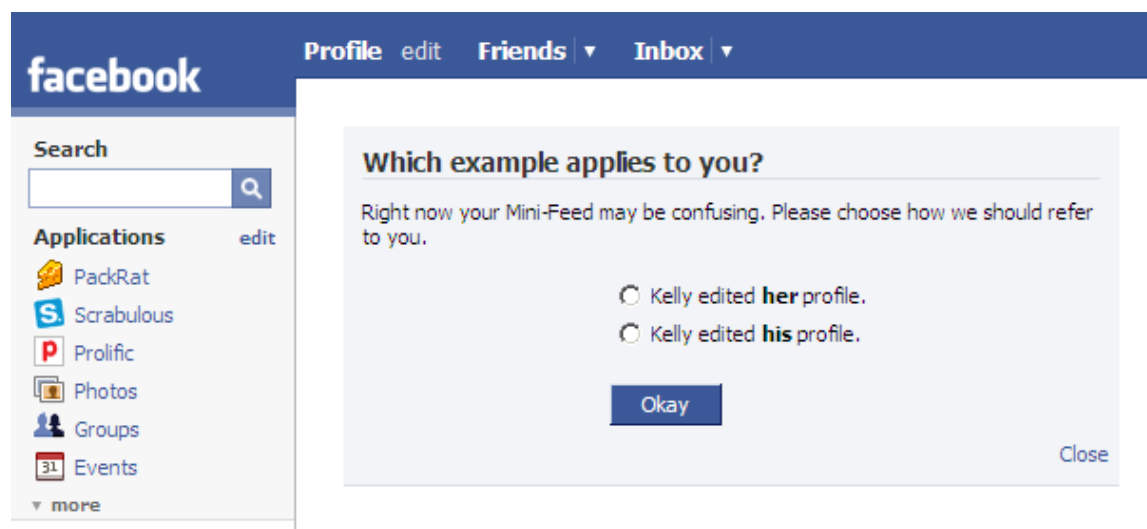 facebook
Profile edit Friends ▼ Inbox ▼
Search
Applications edit
PackRat
S. Scrabulous
P Prolific
Photos
Groups
31 Events
▼ more
Which example applies to you?
Right now your Mini-Feed may be confusing. Please choose how we should refer
to you.
Kelly edited her profile.
Kelly edited his profile.
Okay
Close